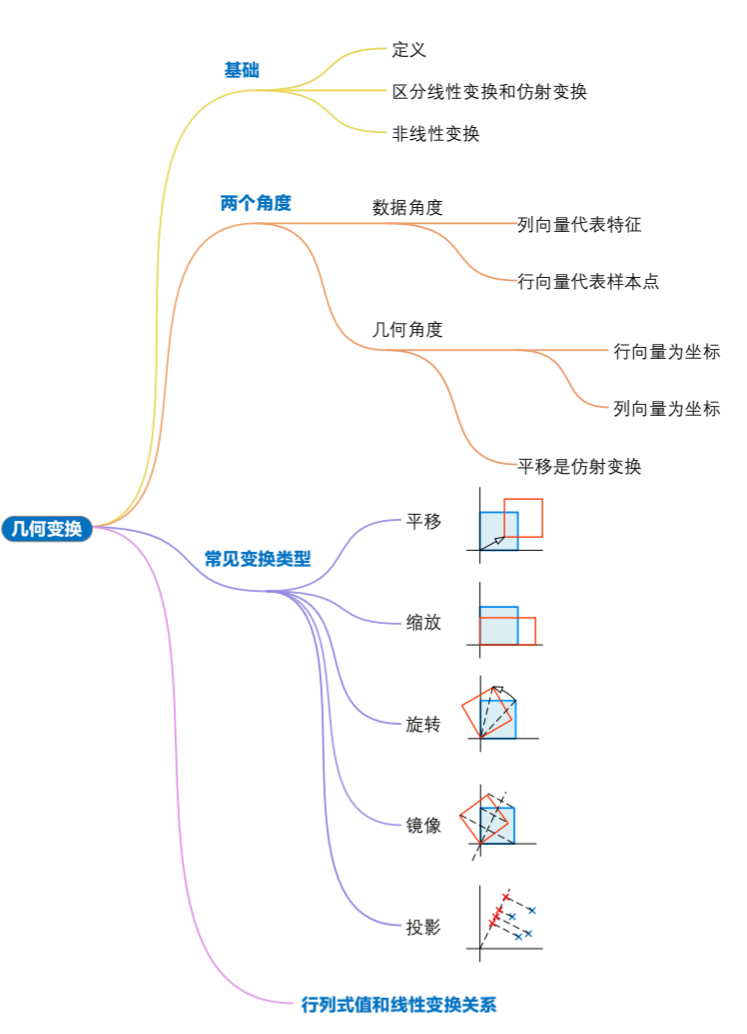 基础
定义
区分线性变换和仿射变换
非线性变换
两个角度
数据角度
列向量代表特征
行向量代表样本点
几何角度
行向量为坐标
列向量为坐标
平移是仿射变换
几何变换
常见变换类型
平移
缩放
旋转
镜像
投影
行列式值和线性变换关系